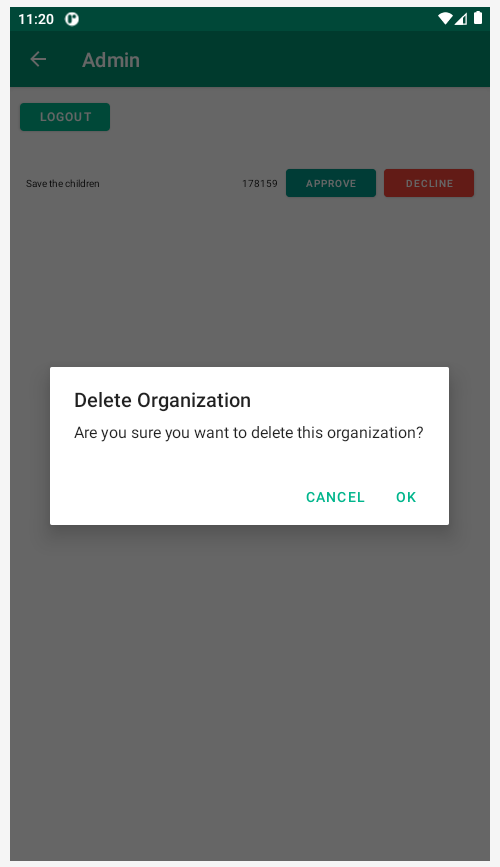 11:20
Admin
LOGOUT
Save the children 178159 APPROVE DECLINE
Delete Organization
Are you sure you want to delete this organization?
CANCEL OK